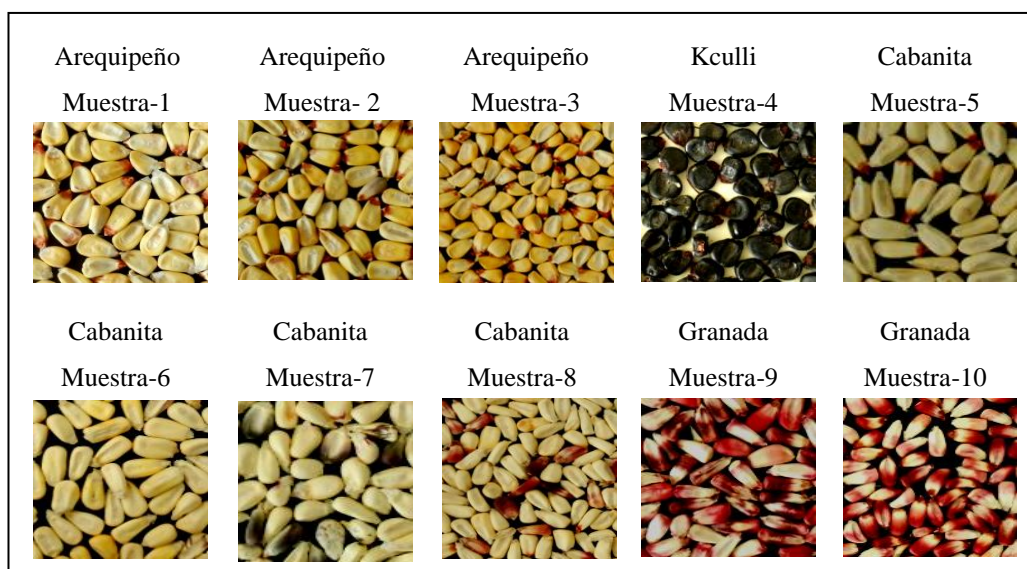 Arequipeño
Muestra-1
Arequipeño
Muestra- 2
Arequipeño
Muestra-3
Kculli
Muestra-4
Cabanita
Muestra-5
Cabanita
Muestra-6
Cabanita
Muestra-7
Cabanita
Muestra-8
Granada
Muestra-9
Granada
Muestra-10